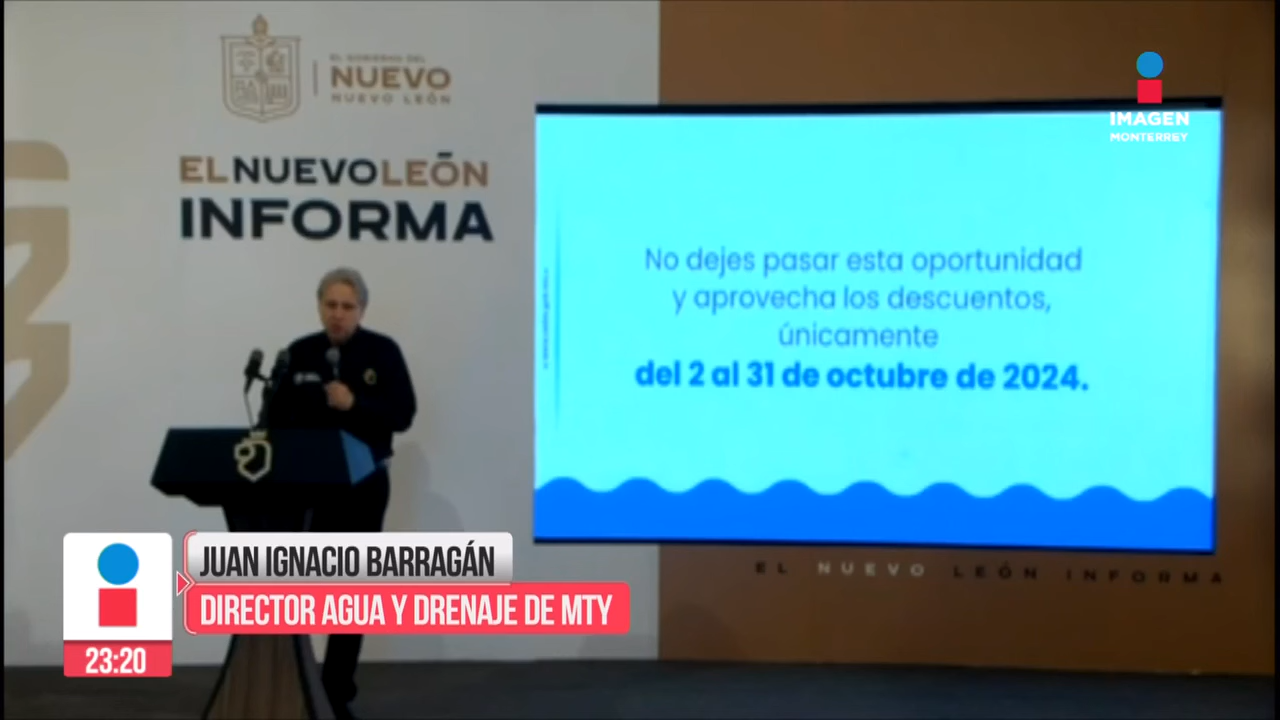 EL GOBIERNO DEL
NUEVO
NUEVO LEÓN
EL NUEVO LEÓN
INFORMA
IMAGEN
MONTERREY
No dejes pasar esta oportunidad
y aprovecha los descuentos,
únicamente
del 2 al 31 de octubre de 2024.
EL NUEVO LEÓN INFORMA
JUAN IGNACIO BARRAGÁN
DIRECTOR AGUA Y DRENAJE DE MTY
23:20